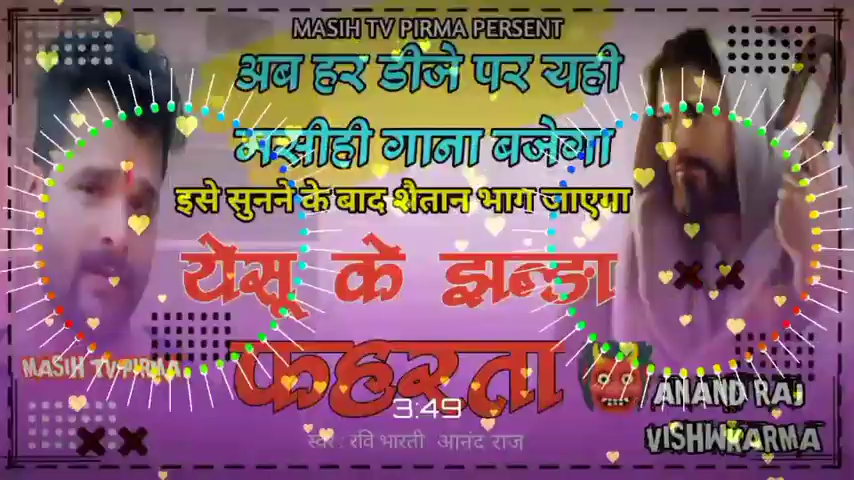 MASIH TV PIRMA PERSENT
अब हर डीजे पर यही
मसीही गाना बजेगा
इसे सुनने के बाद शैतान भाग जाएगा
येसू के झन्डा
फहरता
MASIH TV PIRMA
3:49
ANAND RAJ
VISHWKARMA
स्वर : रवि भारती आनंद राज